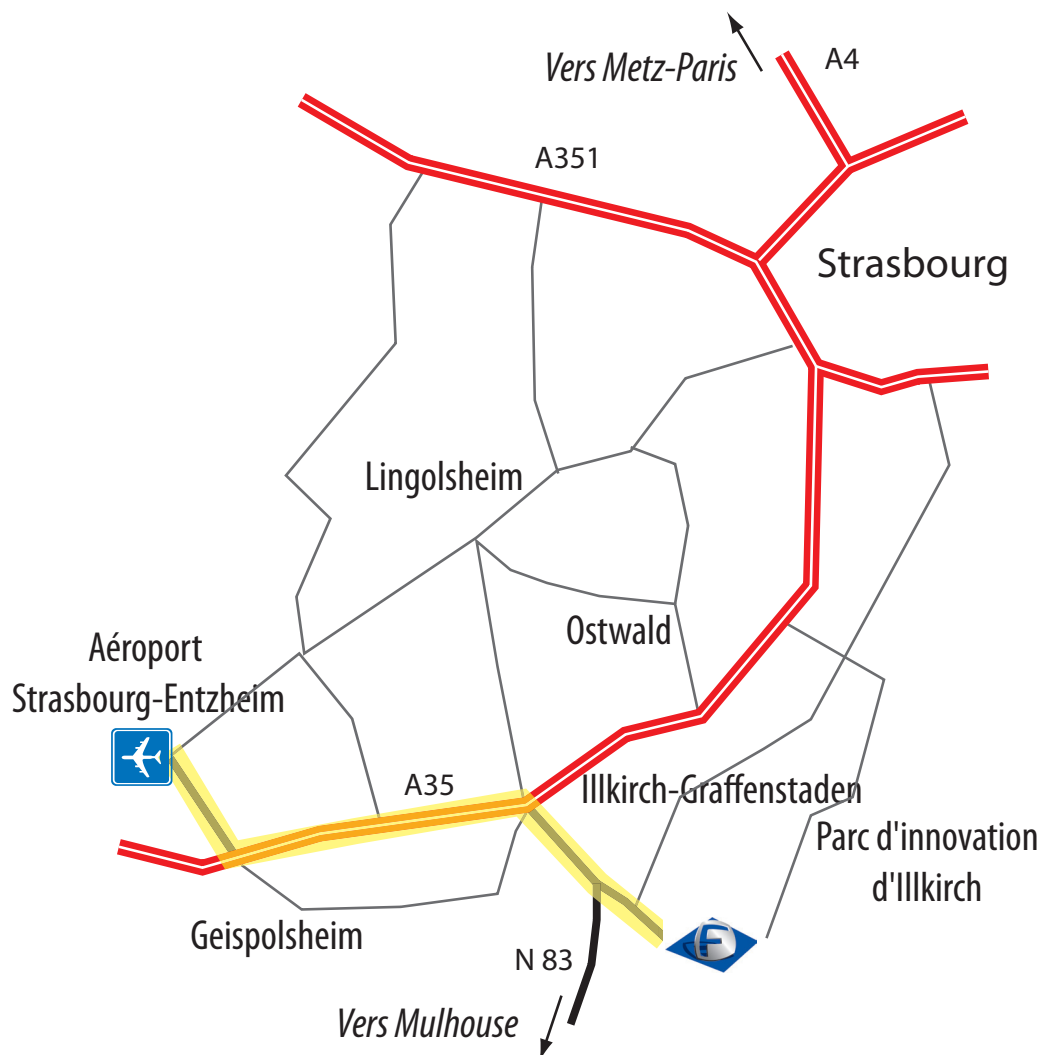 Vers Metz-Paris
A4
A351
Strasbourg
Lingolsheim
Ostwald
Aéroport
Strasbourg-Entzheim
A35
Illkirch-Graffenstaden
Parc d'innovation
d'Illkirch
Geispolsheim
F
N 83
Vers Mulhouse